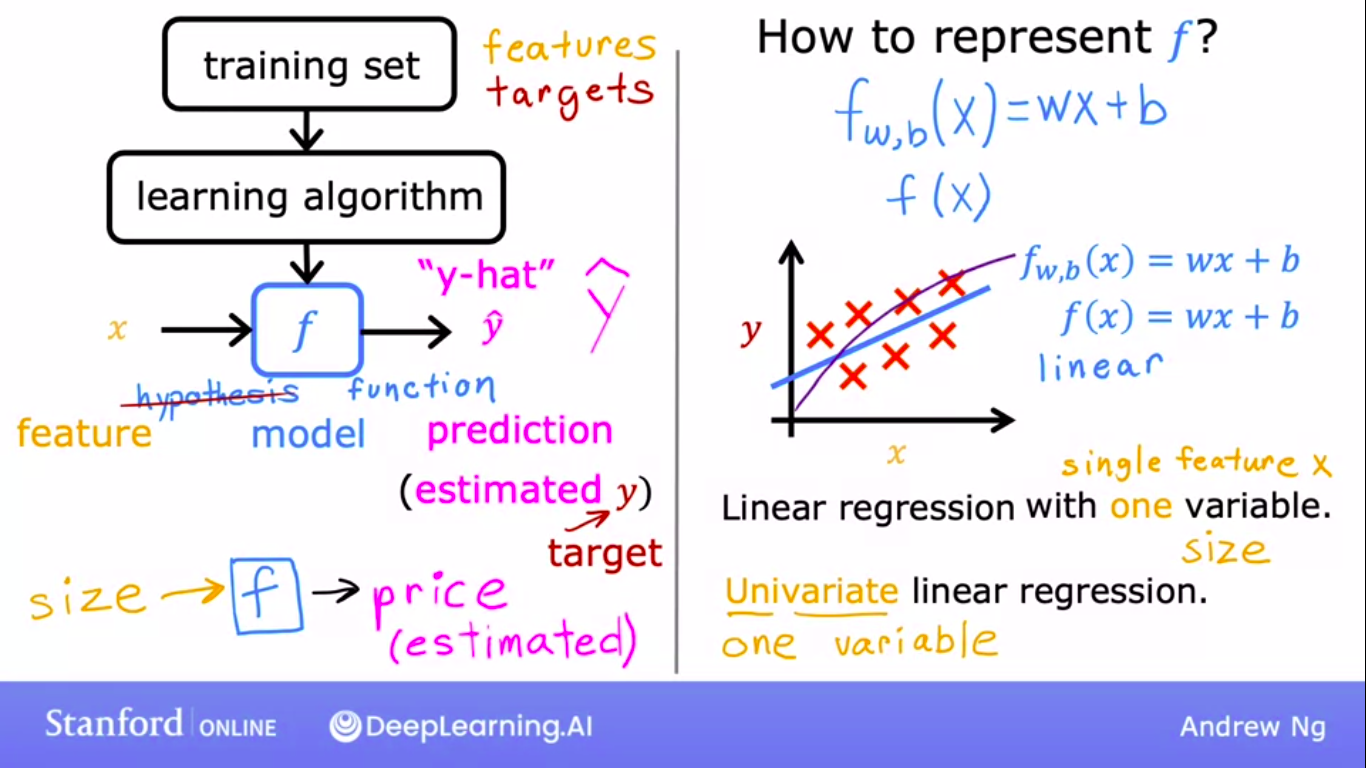 training set
features
targets
learning algorithm
"y-hat"
ŷ
x
f
ŷ
hypothesis
function
feature
model
prediction
(estimated y)
target
size → f → price
(estimated)
How to represent f?
f_{w,b}(x) = wx + b
f(x)
f_{w,b}(x) = wx + b
f(x) = wx + b
linear
y
x
single feature x
Linear regression with one variable.
size
Univariate linear regression.
one variable
Stanford | ONLINE
DeepLearning.AI
Andrew Ng